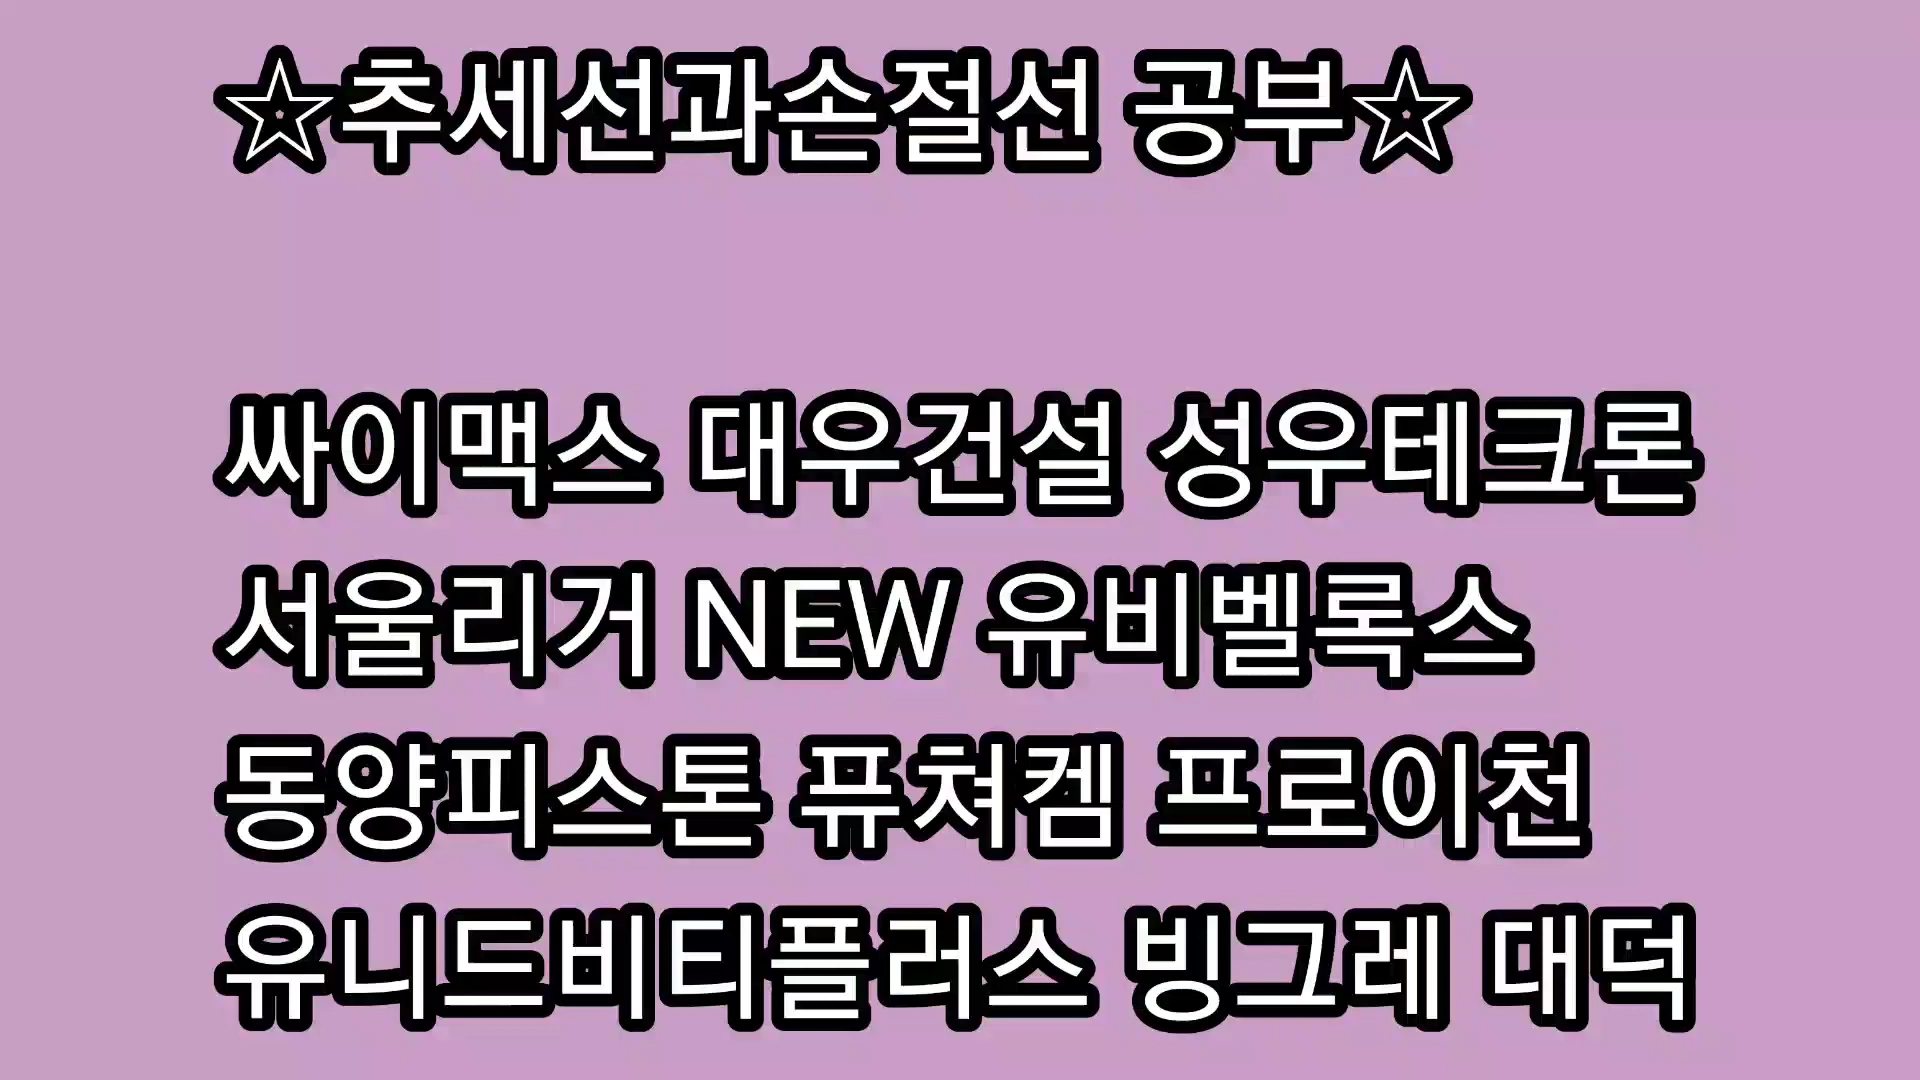 ☆추세선과손절선 공부☆
싸이맥스 대우건설 성우테크론
서울리거 NEW 유비벨록스
동양피스톤 퓨쳐켐 프로이천
유니드비티플러스 빙그레 대덕